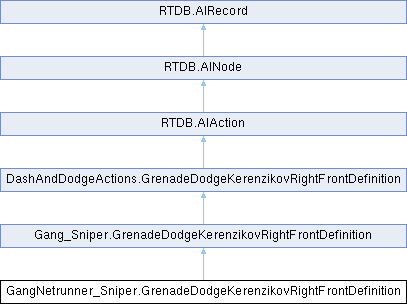 RTDB.AIRecord
RTDB.AINode
RTDB.AIAction
DashAndDodgeActions.GrenadeDodgeKerenzikovRightFrontDefinition
Gang_Sniper.GrenadeDodgeKerenzikovRightFrontDefinition
GangNetrunner_Sniper.GrenadeDodgeKerenzikovRightFrontDefinition